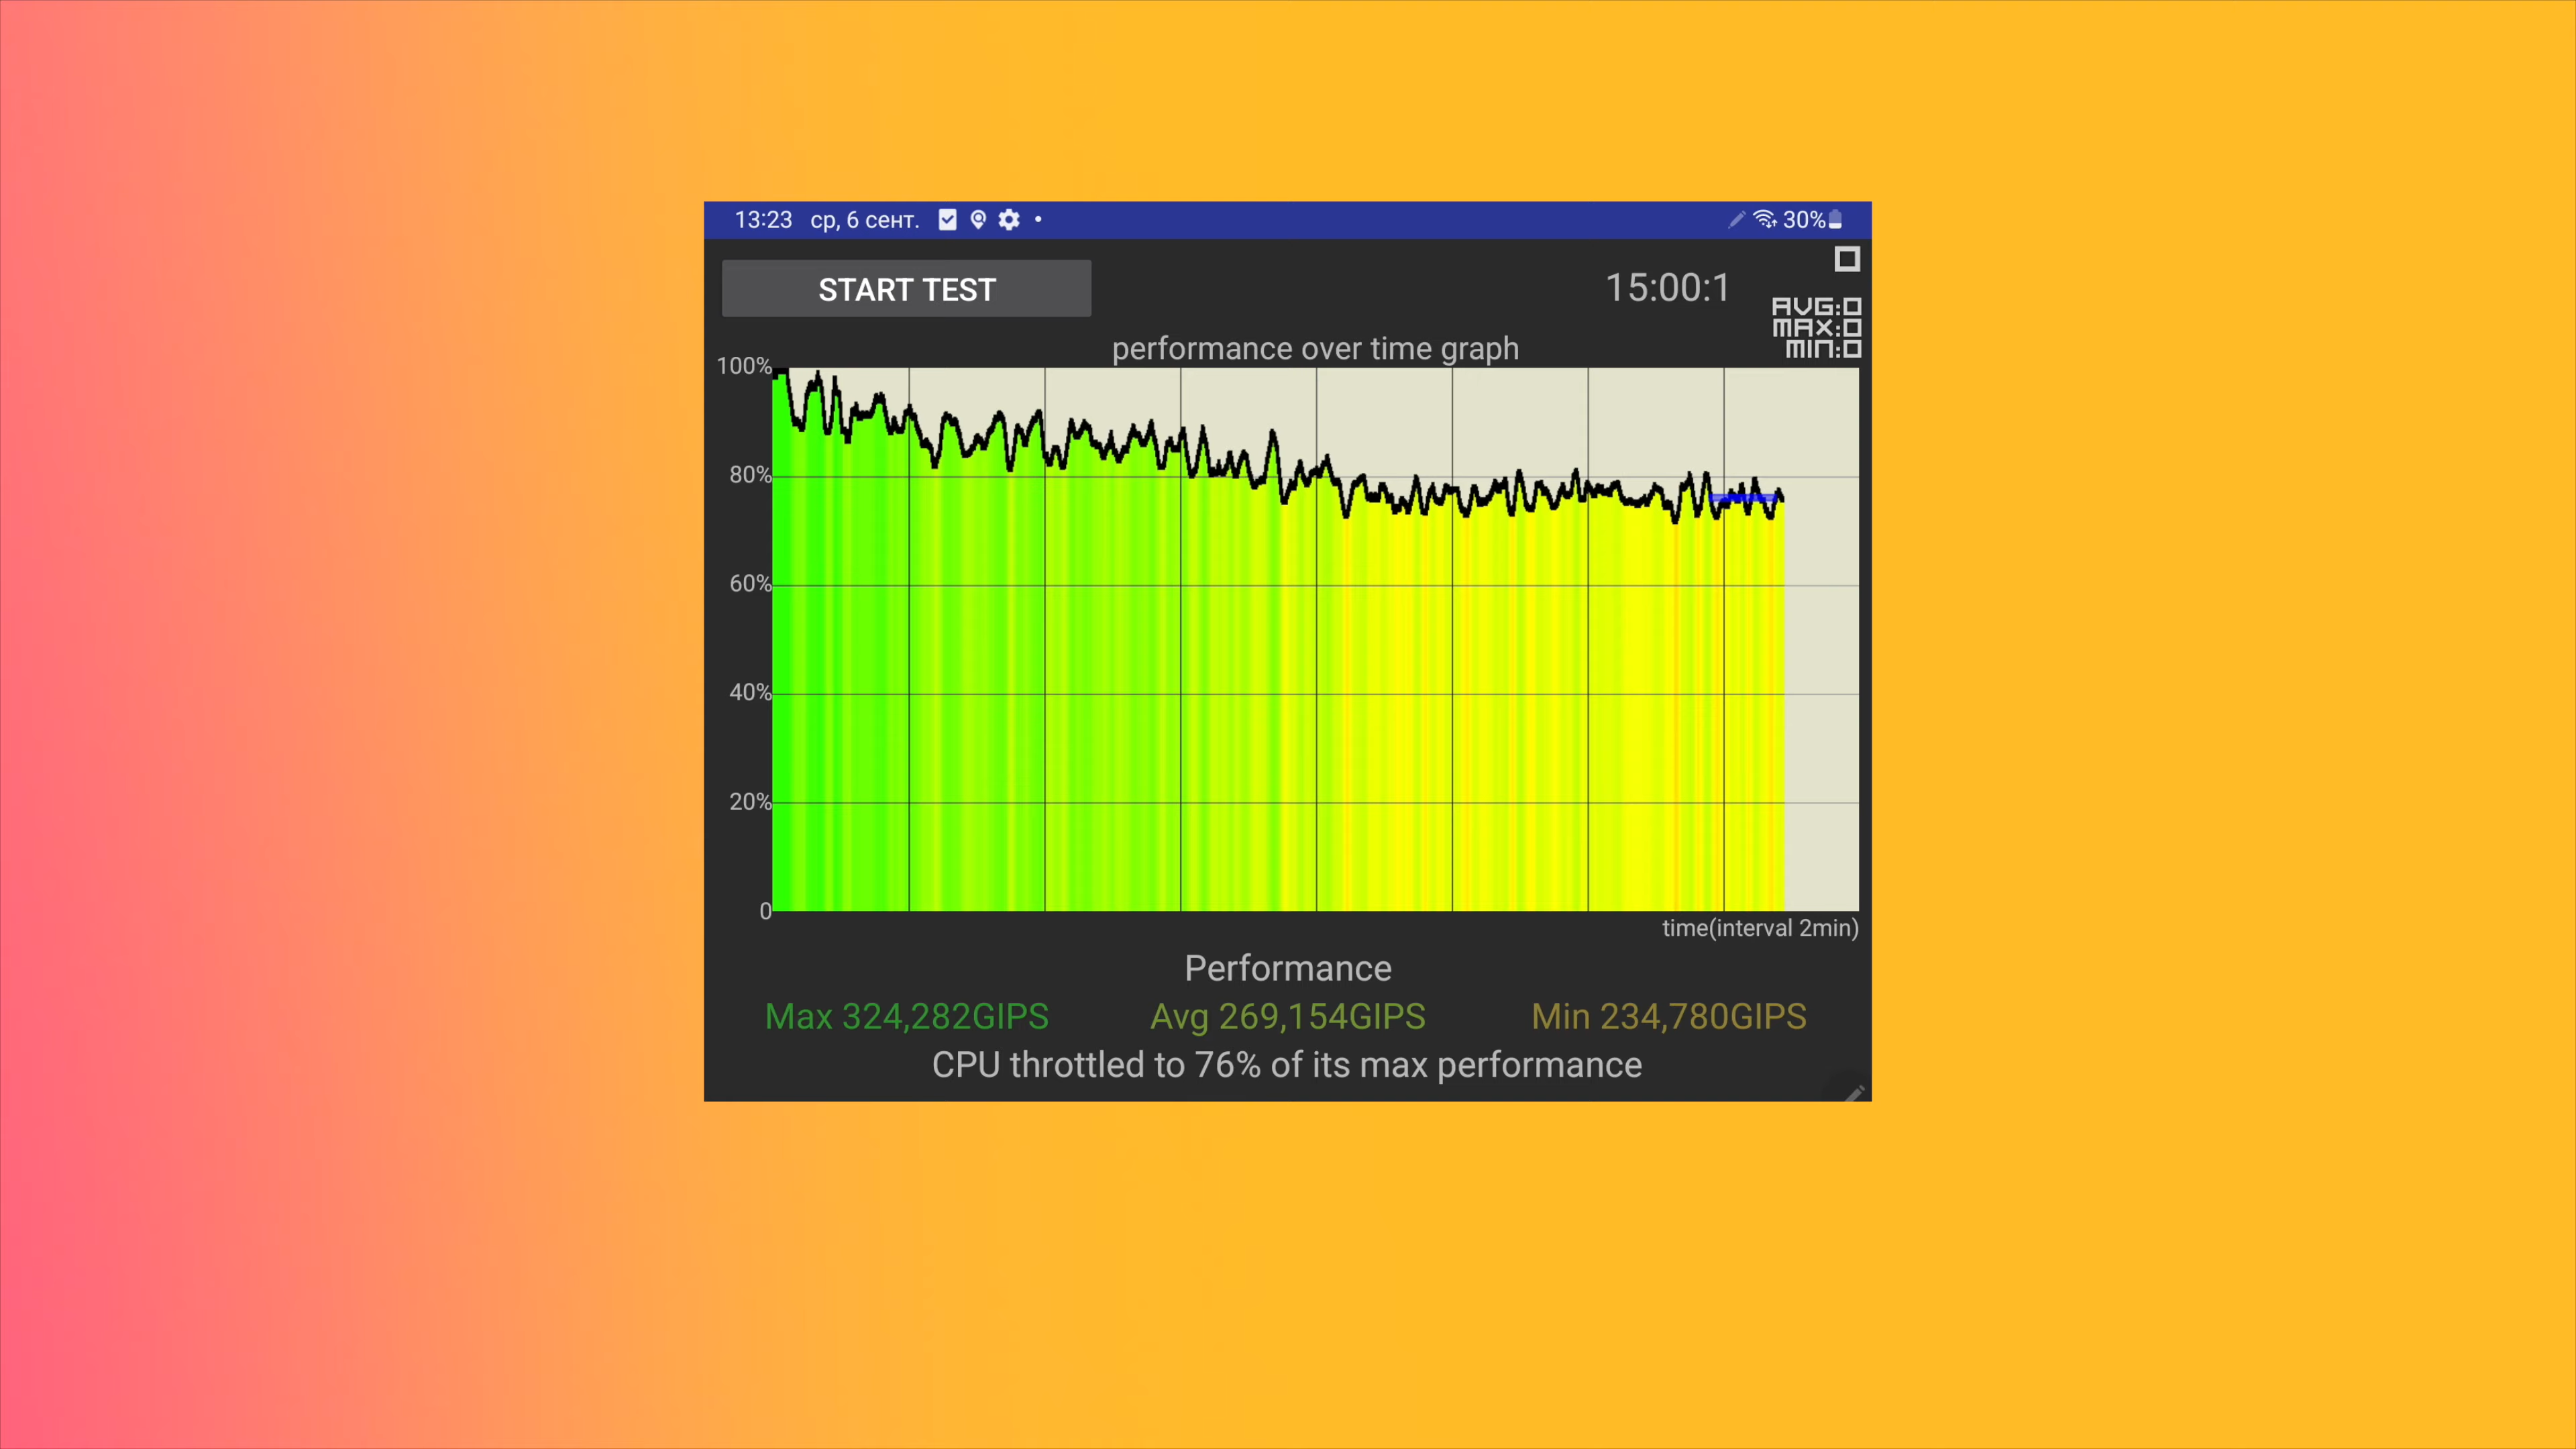 13:23 ср, 6 сент. 30%
START TEST
15:00:1
AVG:0
MAX:0
MIN:0
performance over time graph
100%
80%
60%
40%
20%
0
time(interval 2min)
Performance
Max 324,282GIPS Avg 269,154GIPS Min 234,780GIPS
CPU throttled to 76% of its max performance